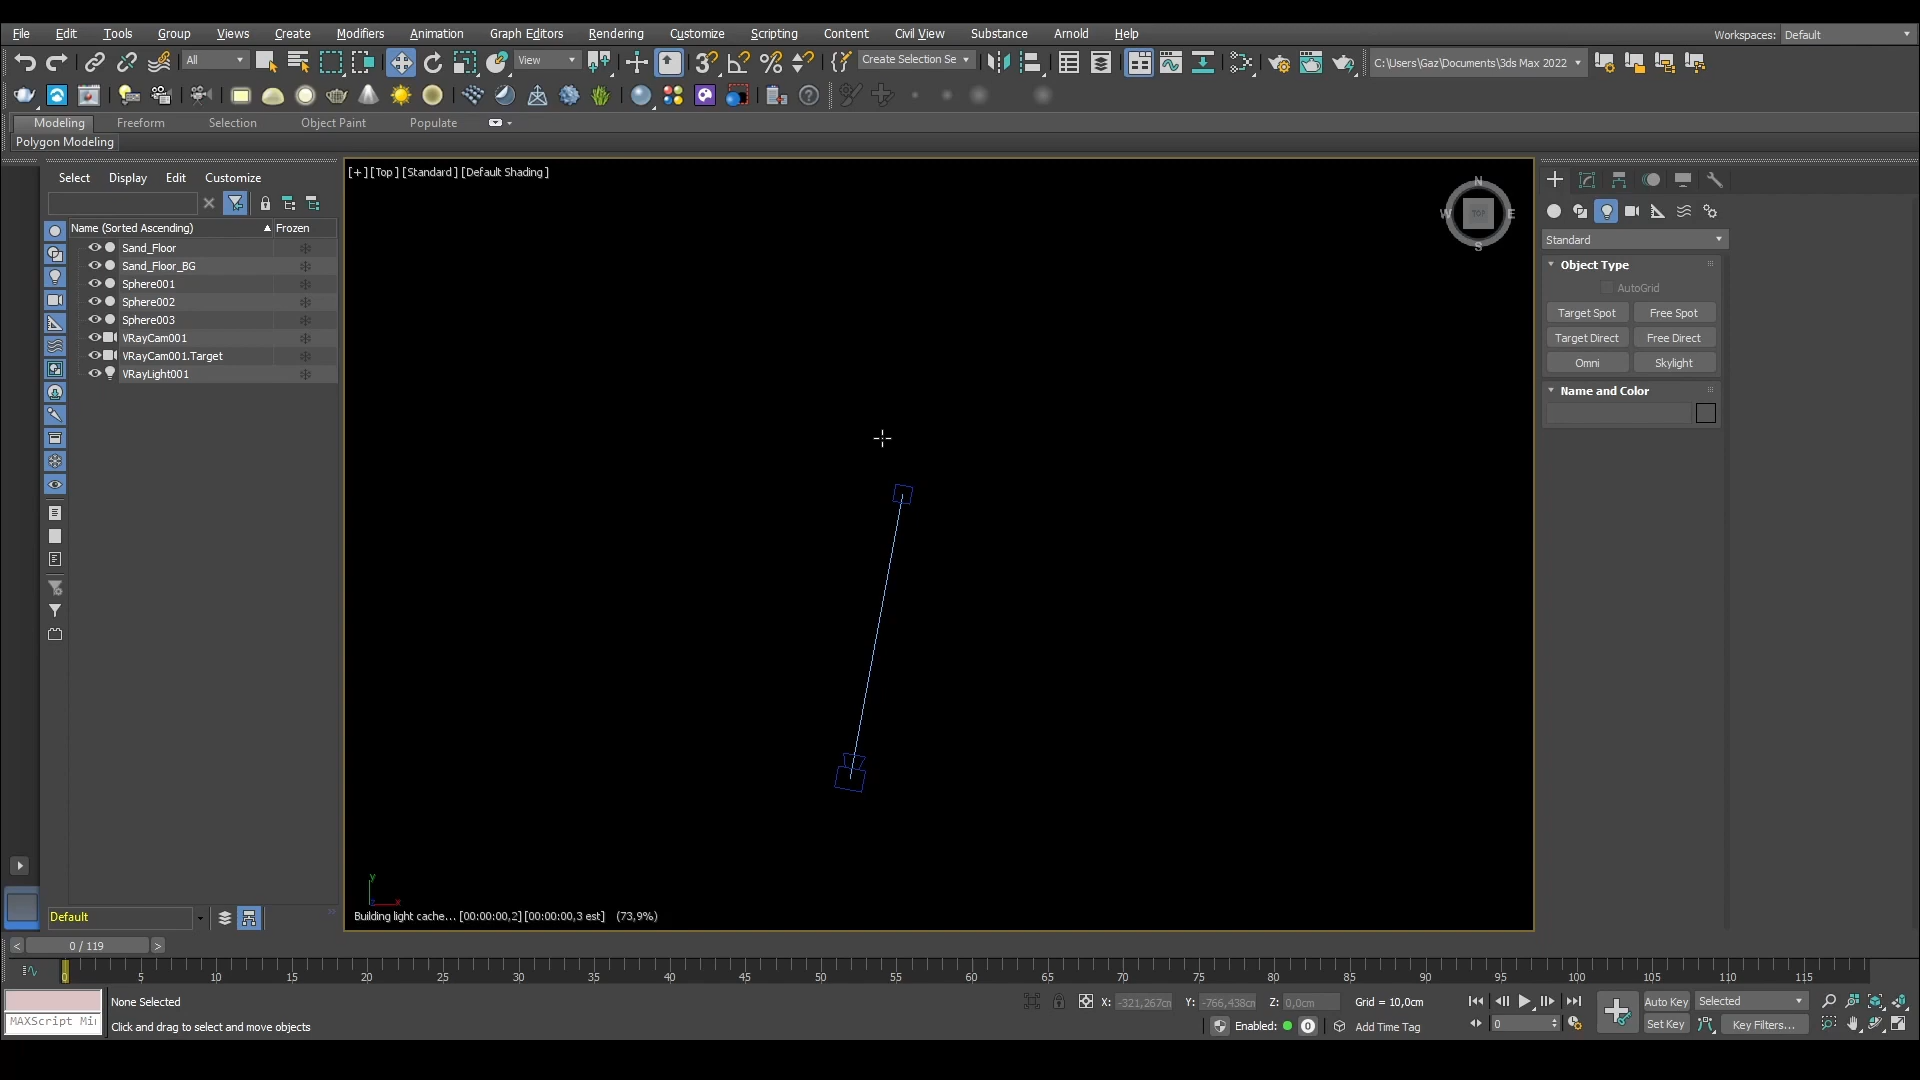 File Edit Tools Group Views Create Modifiers Animation Graph Editors Rendering Customize Scripting Content Civil View Substance Arnold Help Workspaces: Default
All View Create Selection Se C:\Users\Gaz\Documents\3ds Max 2022
Modeling Freeform Selection Object Paint Populate
Polygon Modeling
Select Display Edit Customize
[+] [Top] [Standard] [Default Shading]
N
W TOP E
S
Name (Sorted Ascending) Frozen
Sand_Floor
Sand_Floor_BG
Sphere001
Sphere002
Sphere003
VRayCam001
VRayCam001.Target
VRayLight001
Standard
Object Type
AutoGrid
Target Spot Free Spot
Target Direct Free Direct
Omni Skylight
Name and Color
y
z x
Building light cache... [00:00:00,2] [00:00:00,3 est] (73,9%)
Default
< 0 / 119 >
0 5 10 15 20 25 30 35 40 45 50 55 60 65 70 75 80 85 90 95 100 105 110 115
None Selected X: -321,267cm Y: -766,438cm Z: 0,0cm Grid = 10,0cm Auto Key Selected
MAXScript Mi
Click and drag to select and move objects Enabled: 0 Add Time Tag 0 Set Key Key Filters...